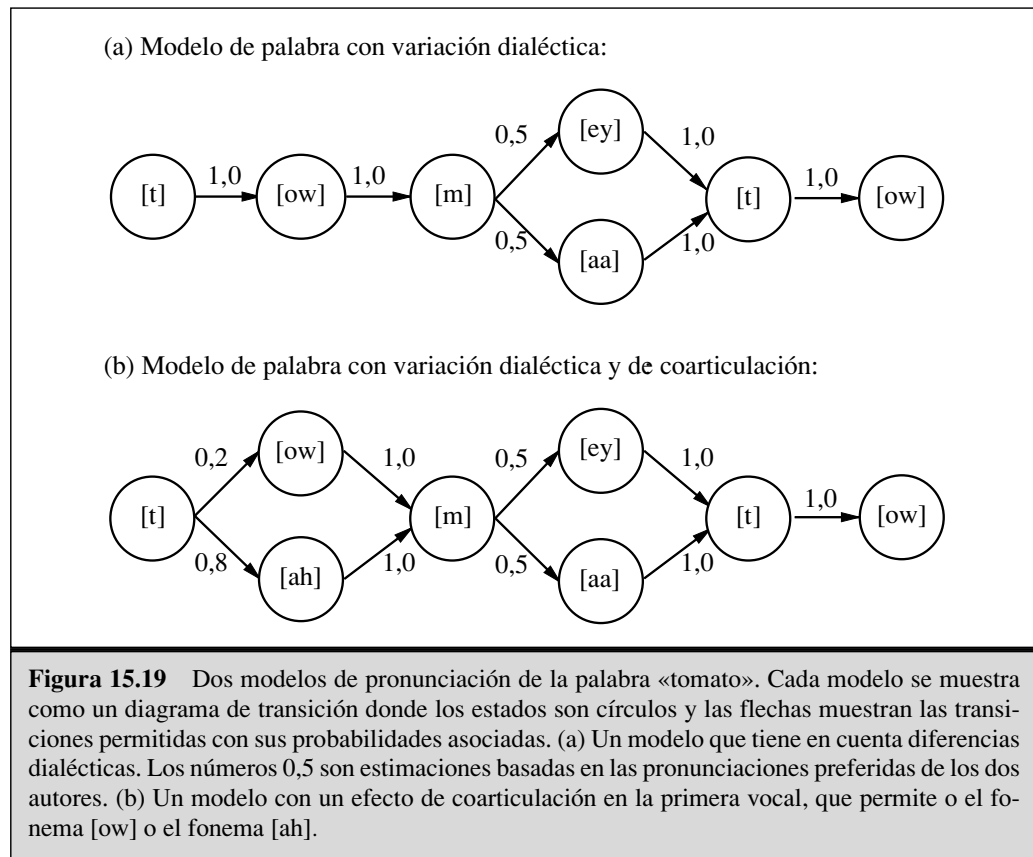 (a) Modelo de palabra con variación dialéctica:
0,5 [ey] 1,0
[t] 1,0 [ow] 1,0 [m] [t] 1,0 [ow]
0,5 [aa] 1,0
(b) Modelo de palabra con variación dialéctica y de coarticulación:
0,2 [ow] 1,0 0,5 [ey] 1,0
[t] [m] [t] 1,0 [ow]
0,8 [ah] 1,0 0,5 [aa] 1,0
Figura 15.19 Dos modelos de pronunciación de la palabra «tomato». Cada modelo se muestra
como un diagrama de transición donde los estados son círculos y las flechas muestran las transi-
ciones permitidas con sus probabilidades asociadas. (a) Un modelo que tiene en cuenta diferencias
dialécticas. Los números 0,5 son estimaciones basadas en las pronunciaciones preferidas de los dos
autores. (b) Un modelo con un efecto de coarticulación en la primera vocal, que permite o el fo-
nema [ow] o el fonema [ah].